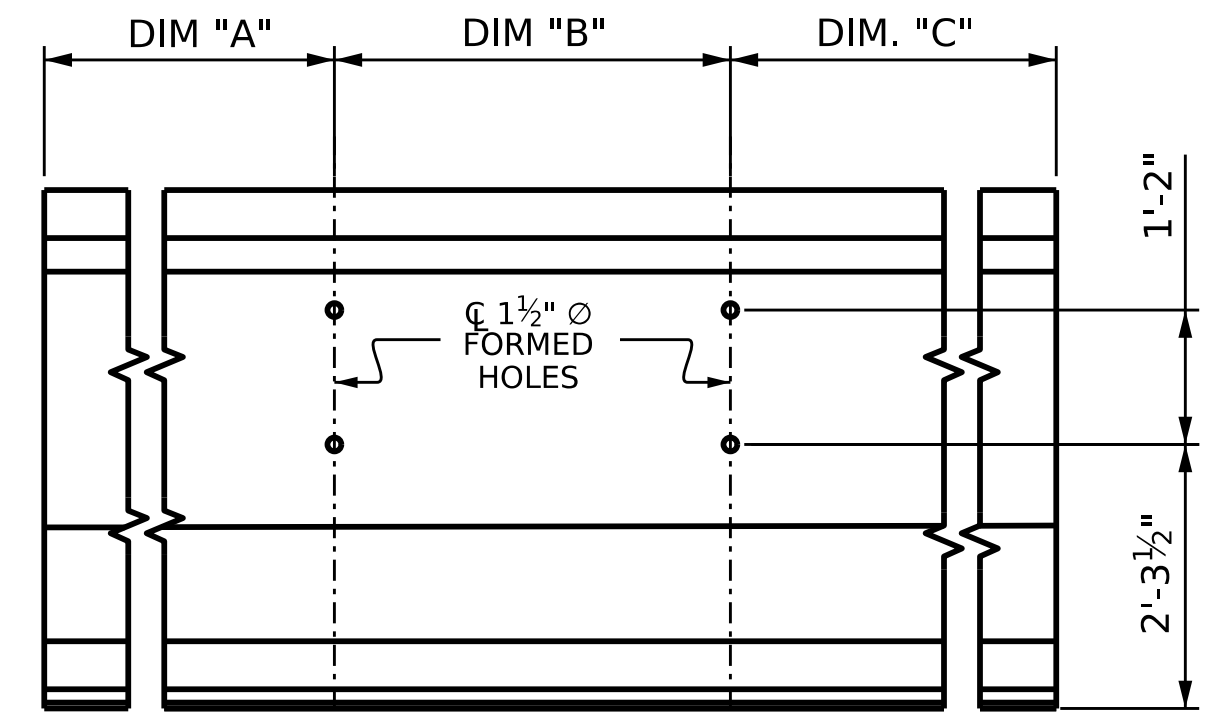 DIM "A"
DIM "B"
DIM. "C"
1'-2"
℄ 1½" ∅
FORMED
HOLES
2'-3½"